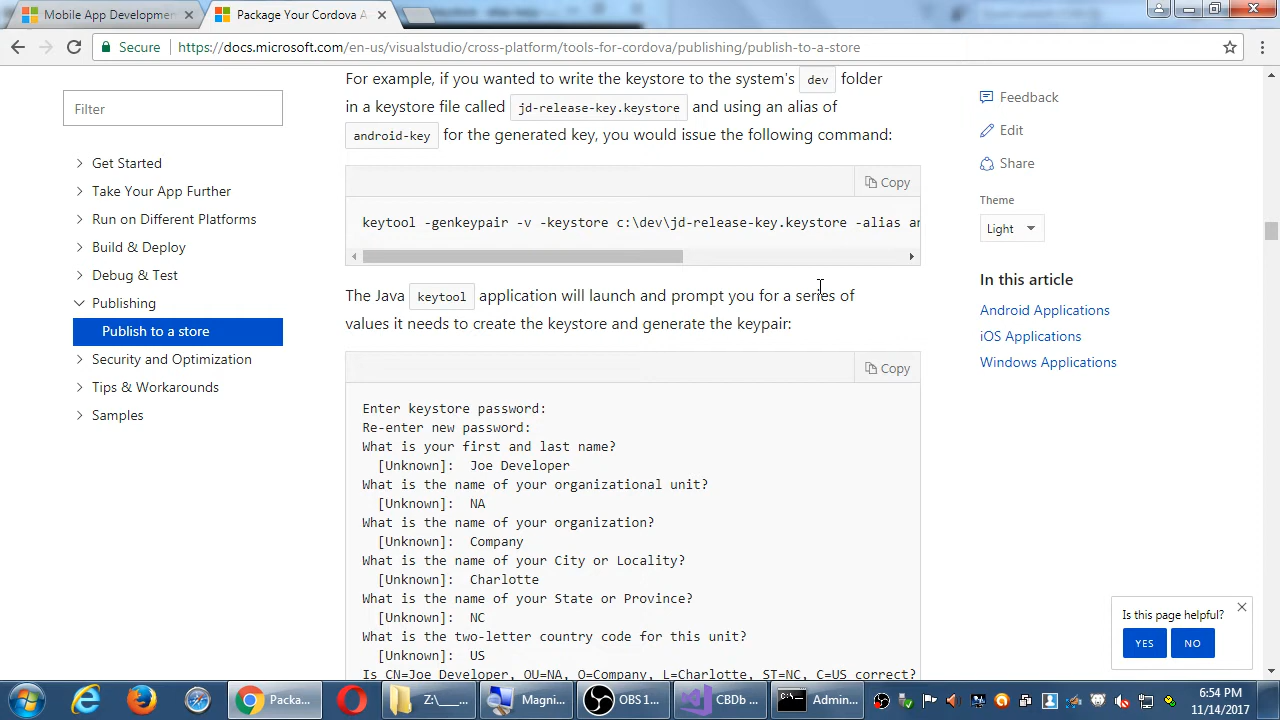 Mobile App Developmen
Package Your Cordova A
Secure
https://docs.microsoft.com/en-us/visualstudio/cross-platform/tools-for-cordova/publishing/publish-to-a-store
Filter
Get Started
Take Your App Further
Run on Different Platforms
Build & Deploy
Debug & Test
Publishing
Publish to a store
Security and Optimization
Tips & Workarounds
Samples
For example, if you wanted to write the keystore to the system's dev folder
in a keystore file called jd-release-key.keystore and using an alias of
android-key for the generated key, you would issue the following command:
Copy
keytool -genkeypair -v -keystore c:\dev\jd-release-key.keystore -alias an
The Java keytool application will launch and prompt you for a series of
values it needs to create the keystore and generate the keypair:
Copy
Enter keystore password:
Re-enter new password:
What is your first and last name?
[Unknown]: Joe Developer
What is the name of your organizational unit?
[Unknown]: NA
What is the name of your organization?
[Unknown]: Company
What is the name of your City or Locality?
[Unknown]: Charlotte
What is the name of your State or Province?
[Unknown]: NC
What is the two-letter country code for this unit?
[Unknown]: US
Is CN=Joe Developer, OU=NA, O=Company, L=Charlotte, ST=NC, C=US correct?
Feedback
Edit
Share
Theme
Light
In this article
Android Applications
iOS Applications
Windows Applications
Is this page helpful?
YES
NO
Packa...
Z:\____...
Magni...
OBS 1...
CBDb ...
Admin...
6:54 PM
11/14/2017